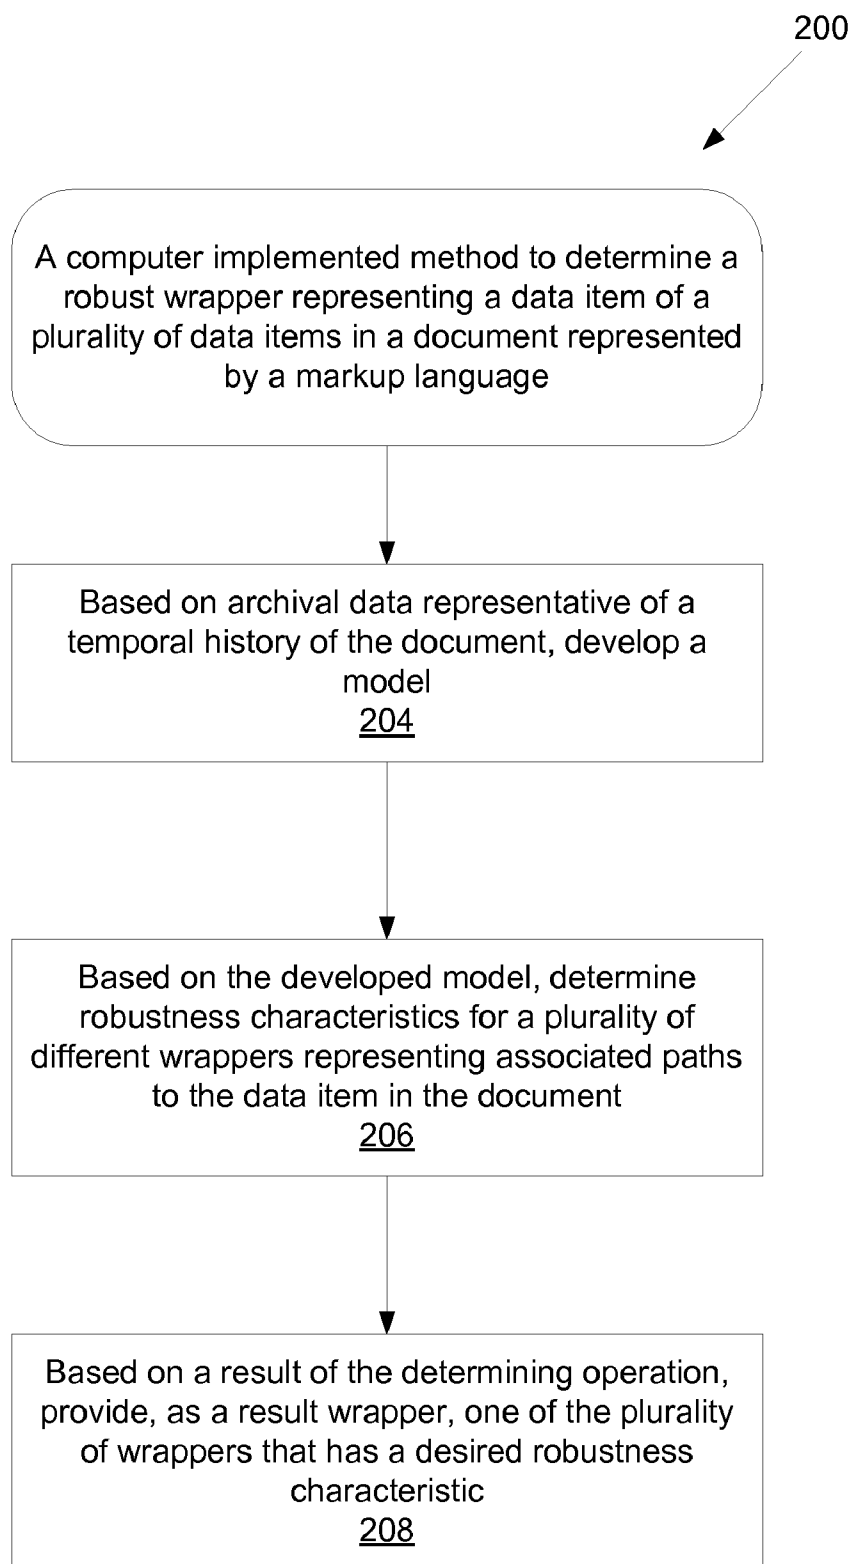 200
A computer implemented method to determine a
robust wrapper representing a data item of a
plurality of data items in a document represented
by a markup language
Based on archival data representative of a
temporal history of the document, develop a
model
204
Based on the developed model, determine
robustness characteristics for a plurality of
different wrappers representing associated paths
to the data item in the document
206
Based on a result of the determining operation,
provide, as a result wrapper, one of the plurality
of wrappers that has a desired robustness
characteristic
208